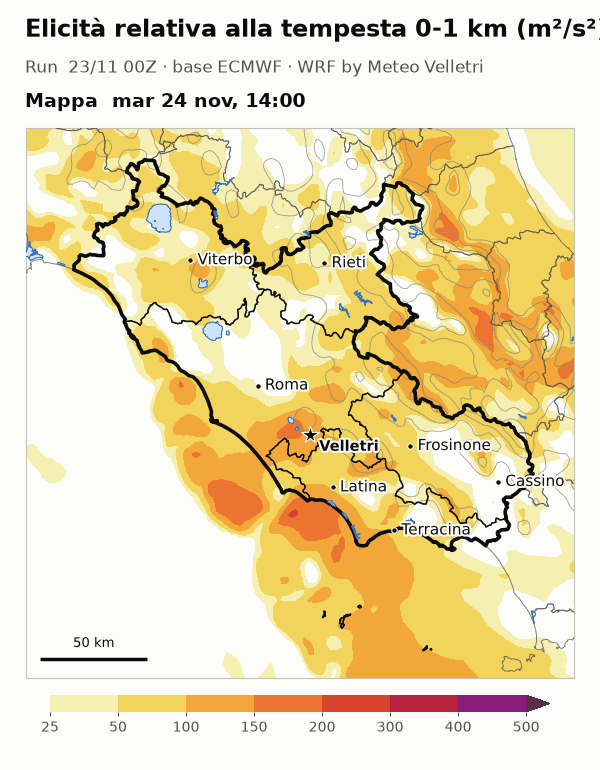 Elicità relativa alla tempesta 0-1 km (m²/s²)
Run  23/11 00Z · base ECMWF · WRF by Meteo Velletri
Mappa  mar 24 nov, 14:00
Viterbo
Rieti
Roma
Velletri
Frosinone
Cassino
Latina
Terracina
50 km
25 50 100 150 200 300 400 500